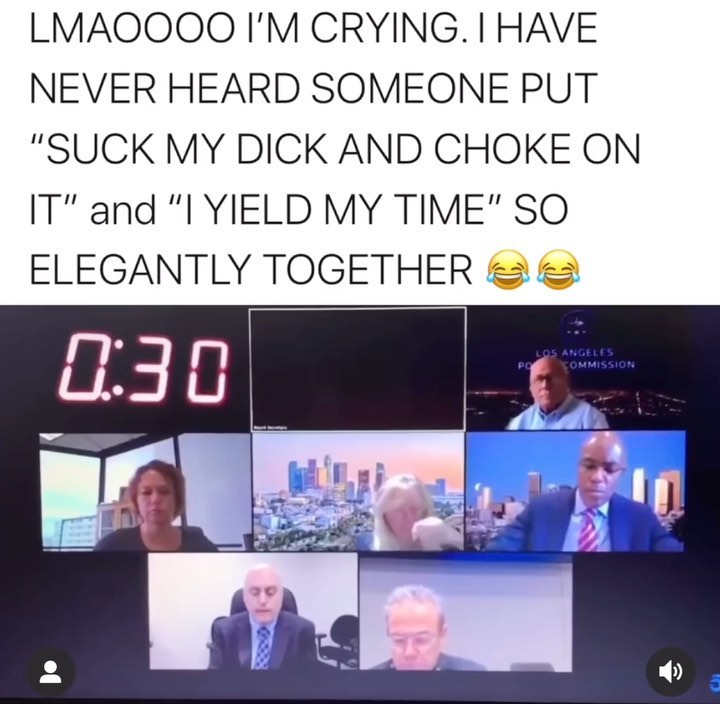 LMAOOOO I'M CRYING. I HAVE
NEVER HEARD SOMEONE PUT
"SUCK MY DICK AND CHOKE ON
IT" and "I YIELD MY TIME" SO
ELEGANTLY TOGETHER 😂😂
0:30
LOS ANGELES
COMMISSION